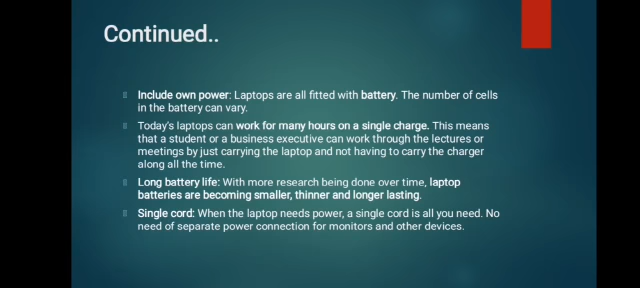 Continued..
Include own power: Laptops are all fitted with battery. The number of cells
in the battery can vary.
Today's laptops can work for many hours on a single charge. This means
that a student or a business executive can work through the lectures or
meetings by just carrying the laptop and not having to carry the charger
along all the time.
Long battery life: With more research being done over time, laptop
batteries are becoming smaller, thinner and longer lasting.
Single cord: When the laptop needs power, a single cord is all you need. No
need of separate power connection for monitors and other devices.